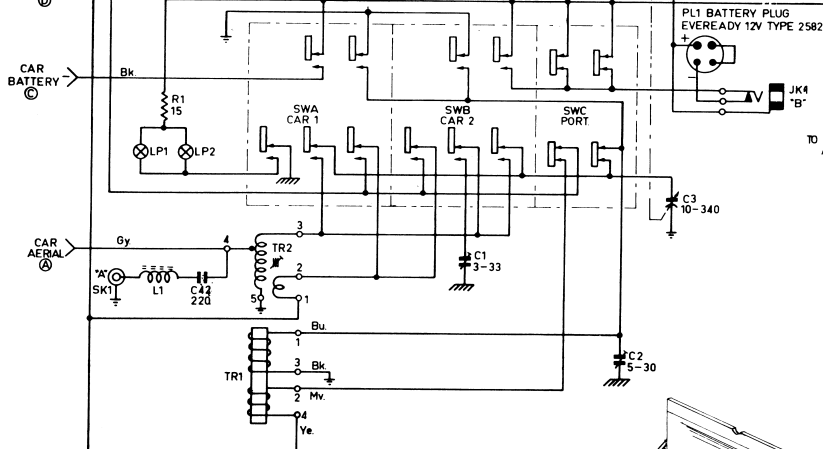 PL1 BATTERY PLUG
EVEREADY 12V TYPE 2582
+
−
CAR
BATTERY
C
Bk.
R1
15
JK4
"B"
SWA
CAR 1
SWB
CAR 2
SWC
PORT.
LP1
LP2
TO
C3
10-340
CAR
AERIAL
A
Gy.
4
3
TR2
C1
3-33
"A"
SK1
L1
C42
220
2
5
1
Bu.
1
C2
5-30
TR1
3
Bk.
2
Mv.
4
Ye.